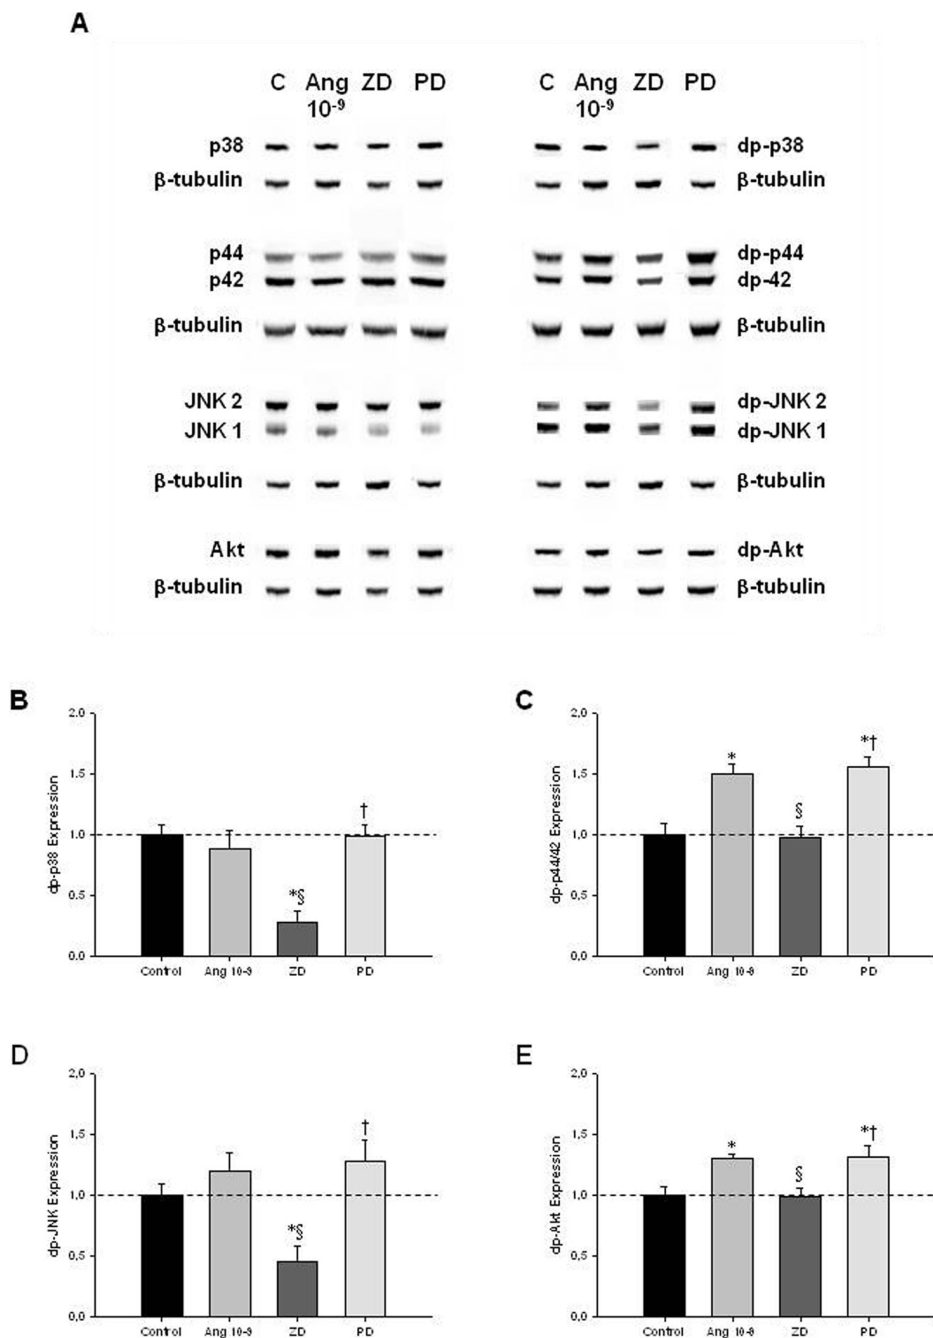 A
C Ang ZD PD C Ang ZD PD
10⁻⁹ 10⁻⁹
p38 dp-p38
β-tubulin β-tubulin
p44 dp-p44
p42 dp-42
β-tubulin β-tubulin
JNK 2 dp-JNK 2
JNK 1 dp-JNK 1
β-tubulin β-tubulin
Akt dp-Akt
β-tubulin β-tubulin
B
dp-p38 Expression
2,0
1,5
1,0
0,5
0,0
*§
†
Control Ang 10-9 ZD PD
C
dp-p44/42 Expression
2,0
1,5
1,0
0,5
0,0
*
§
*†
Control Ang 10-9 ZD PD
D
dp-JNK Expression
2,0
1,5
1,0
0,5
0,0
*§
†
Control Ang 10-9 ZD PD
E
dp-Akt Expression
2,0
1,5
1,0
0,5
0,0
*
§
*†
Control Ang 10-9 ZD PD